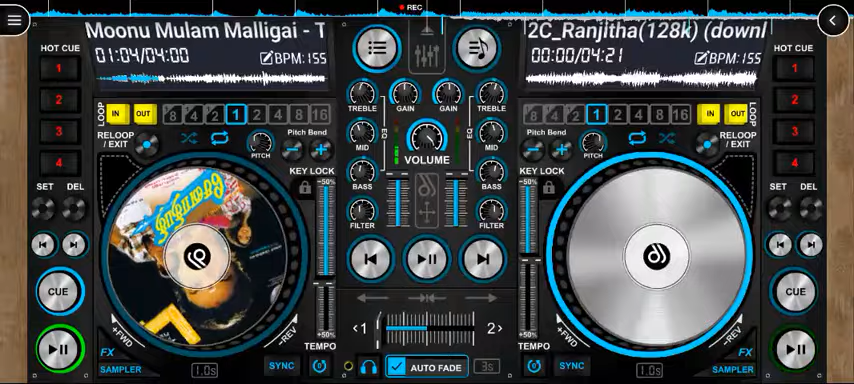 REC
Moonu Mulam Malligai - T
01:04/04:00
BPM:155
2C_Ranjitha(128k) (downl
00:00/04:21
BPM:155
HOT CUE
1
2
3
4
LOOP
IN
OUT
/8 /4 /2 1 2 4 8 16
RELOOP
/ EXIT
PITCH
Pitch Bend
KEY LOCK
-50%
+50%
TEMPO
SET DEL
CUE
+FWD
-REV
FX
SAMPLER
1.0s
SYNC
TREBLE
GAIN
GAIN
TREBLE
MID
EQ
EQ
MID
VOLUME
BASS
BASS
FILTER
FILTER
<1
2>
AUTO FADE
3s
/8 /4 /2 1 2 4 8 16
IN
OUT
LOOP
Pitch Bend
PITCH
RELOOP
/ EXIT
KEY LOCK
-50%
+50%
TEMPO
SYNC
1.0s
+FWD
-REV
FX
SAMPLER
HOT CUE
1
2
3
4
SET DEL
CUE